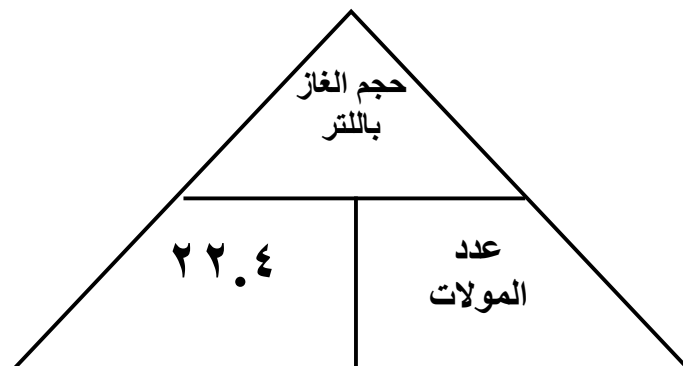 حجم الغاز
باللتر
عدد
المولات
٢٢.٤